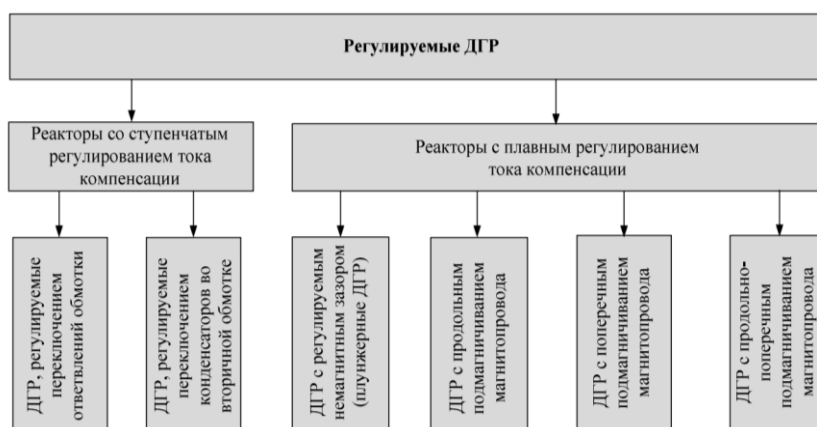 Регулируемые ДГР
Реакторы со ступенчатым
регулированием тока
компенсации
Реакторы с плавным регулированием
тока компенсации
ДГР, регулируемые
переключением
ответвлений обмотки
ДГР, регулируемые
переключением
конденсаторов во
вторичной обмотке
ДГР с регулируемым
немагнитным зазором
(плунжерные ДГР)
ДГР с продольным
подмагничиванием
магнитопровода
ДГР с поперечным
подмагничиванием
магнитопровода
ДГР с продольно-
поперечным
подмагничиванием
магнитопровода